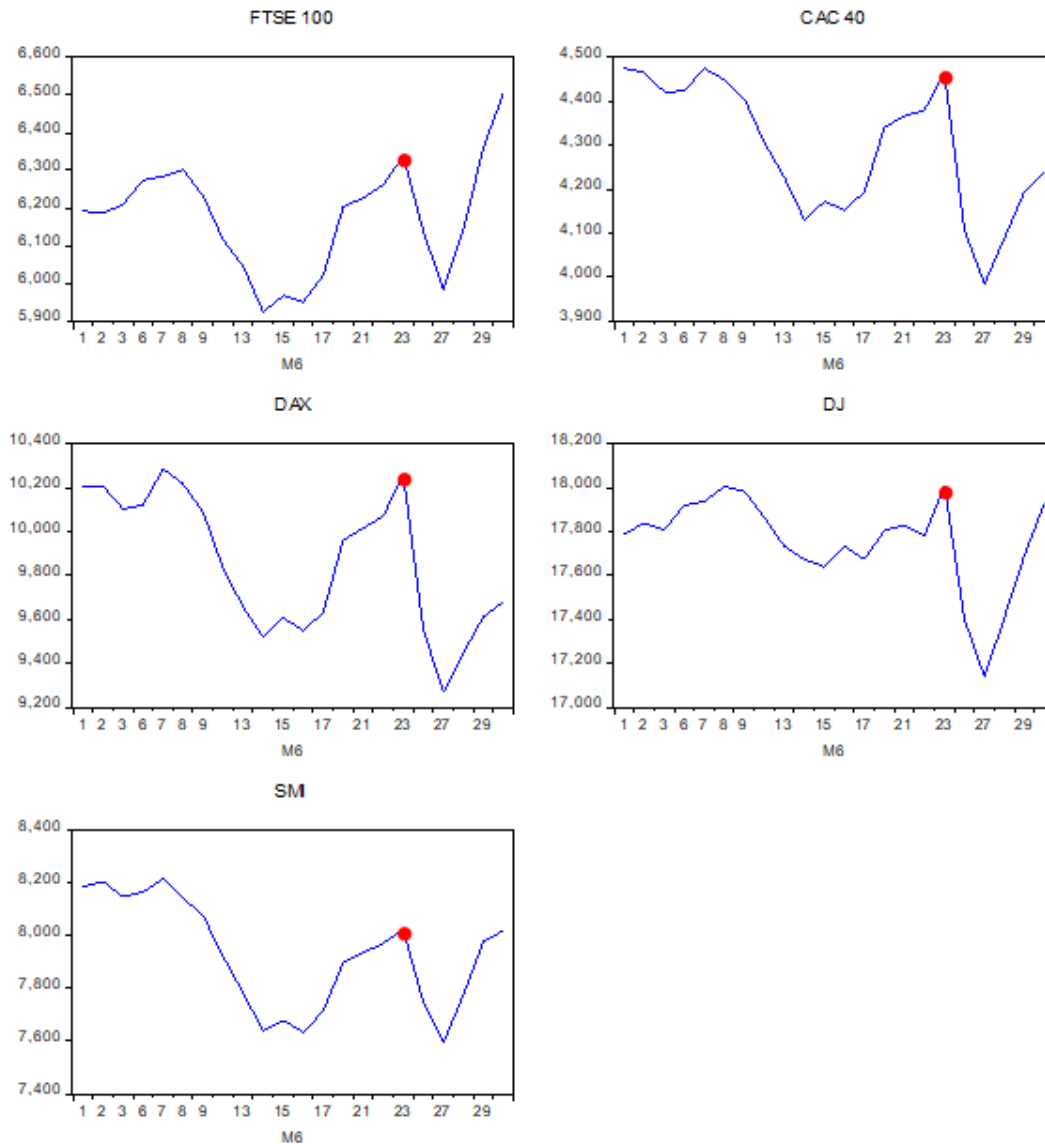 FTSE 100
6,600
6,500
6,400
6,300
6,200
6,100
6,000
5,900
1 2 3 6 7 8 9 13 15 17 21 23 27 29
M6
CAC 40
4,500
4,400
4,300
4,200
4,100
4,000
3,900
1 2 3 6 7 8 9 13 15 17 21 23 27 29
M6
DAX
10,400
10,200
10,000
9,800
9,600
9,400
9,200
1 2 3 6 7 8 9 13 15 17 21 23 27 29
M6
DJ
18,200
18,000
17,800
17,600
17,400
17,200
17,000
1 2 3 6 7 8 9 13 15 17 21 23 27 29
M6
SMI
8,400
8,200
8,000
7,800
7,600
7,400
1 2 3 6 7 8 9 13 15 17 21 23 27 29
M6